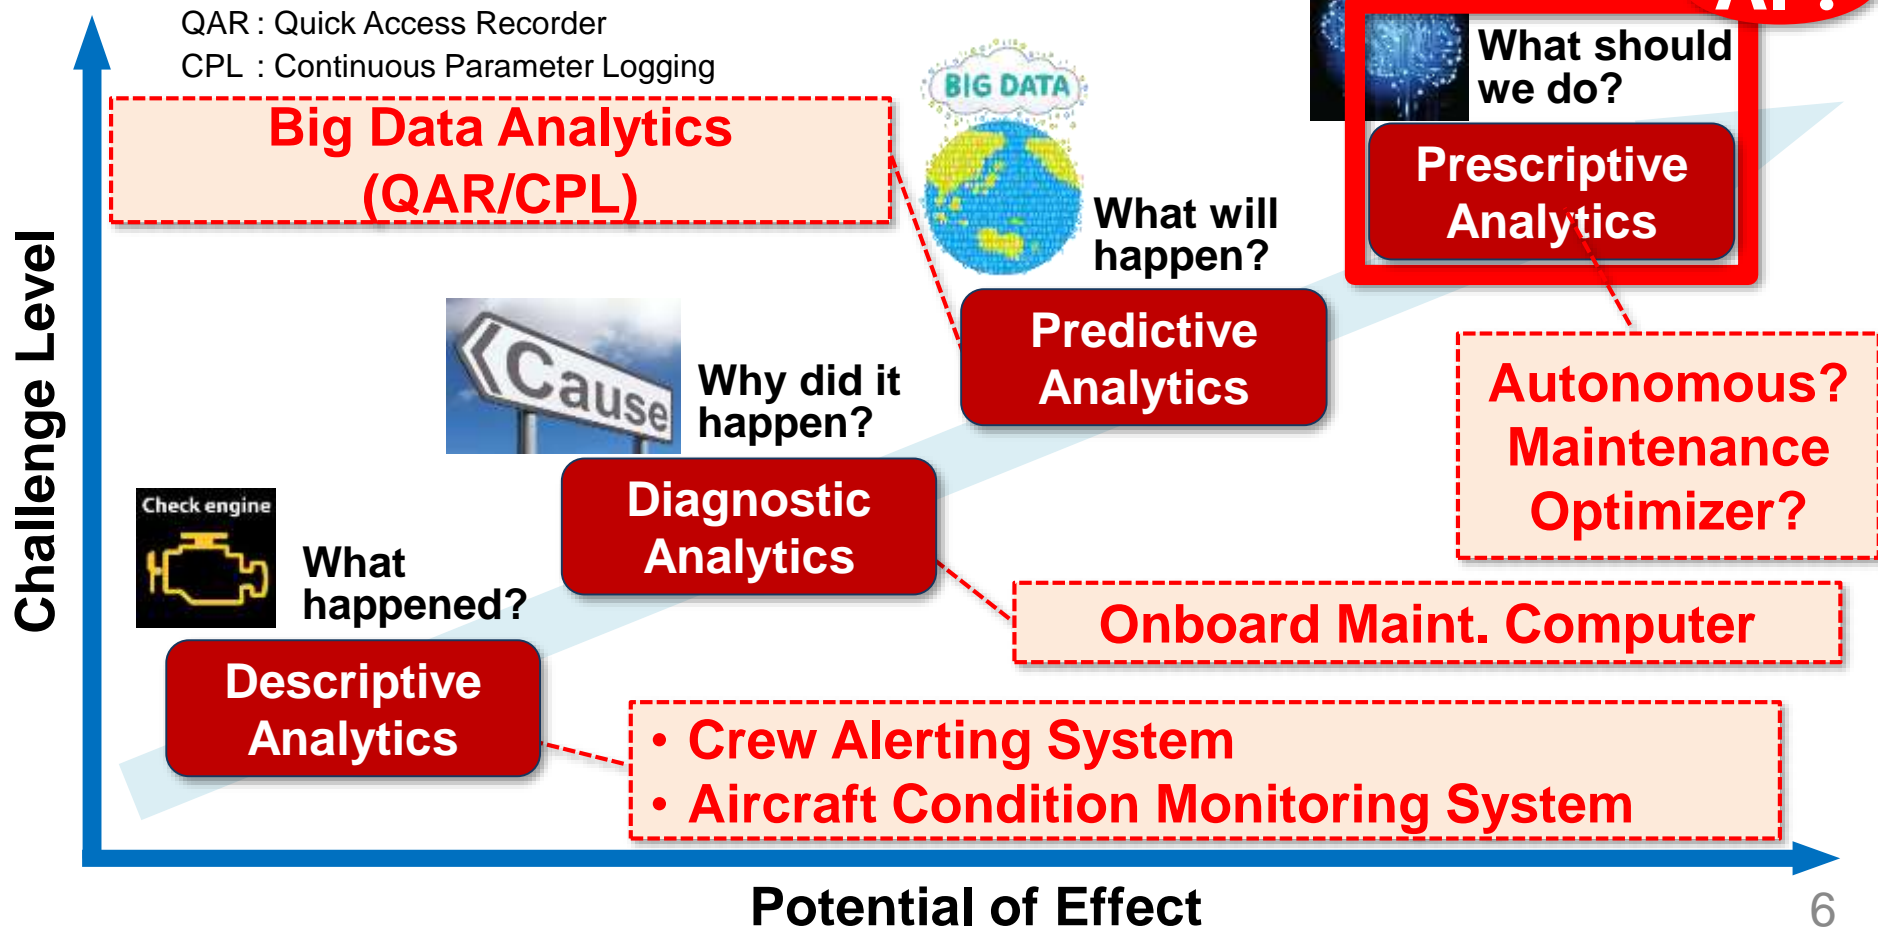 QAR : Quick Access Recorder
CPL : Continuous Parameter Logging
Big Data Analytics
(QAR/CPL)
BIG DATA
What should
we do?
Prescriptive
Analytics
What will
happen?
Predictive
Analytics
Autonomous?
Maintenance
Optimizer?
Cause
Why did it
happen?
Diagnostic
Analytics
Onboard Maint. Computer
Check engine
What
happened?
Descriptive
Analytics
• Crew Alerting System
• Aircraft Condition Monitoring System
Challenge Level
Potential of Effect
6